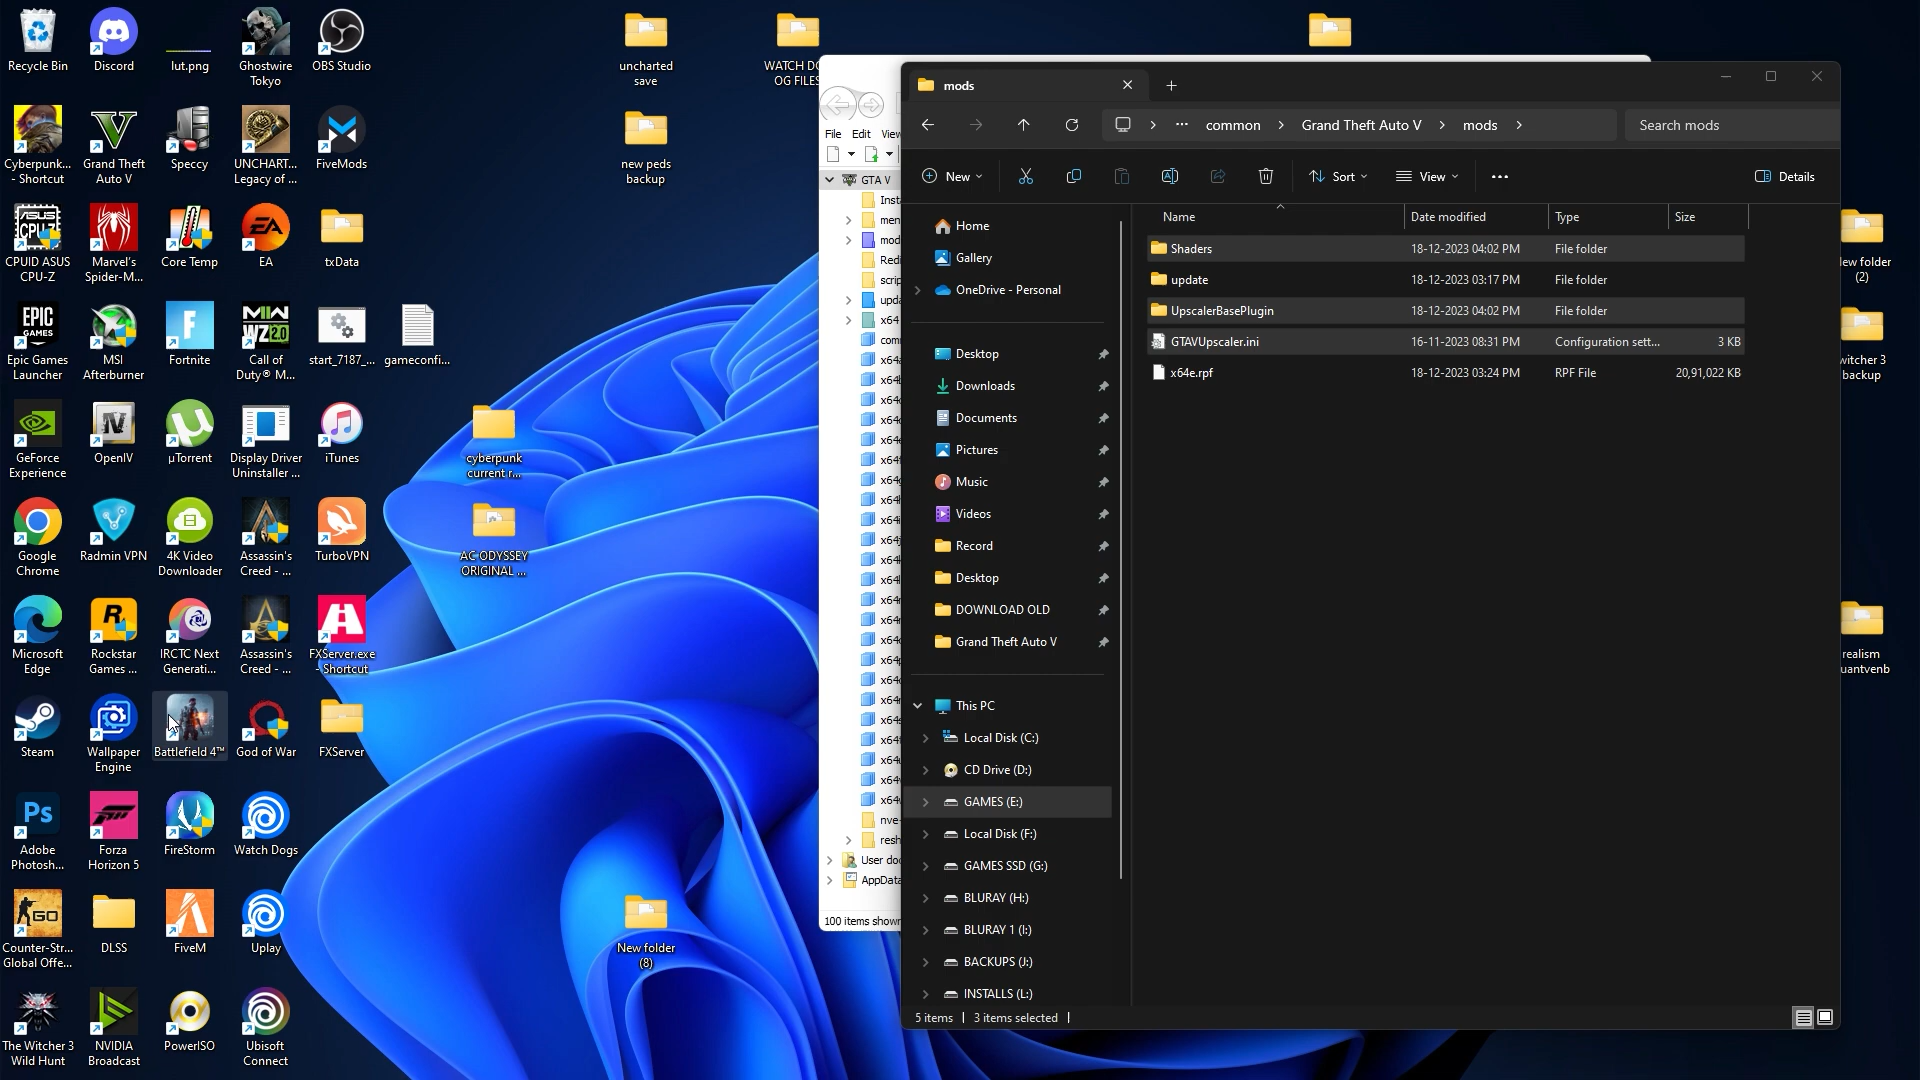 Recycle Bin
Discord
lut.png
Ghostwire
Tokyo
OBS Studio
Cyberpunk...
- Shortcut
Grand Theft
Auto V
Speccy
UNCHART...
Legacy of ...
FiveMods
CPUID ASUS
CPU-Z
Marvel's
Spider-M...
Core Temp
EA
txData
Epic Games
Launcher
MSI
Afterburner
Fortnite
Call of
Duty® M...
start_7187_...
gameconfi...
GeForce
Experience
OpenIV
µTorrent
Display Driver
Uninstaller ...
iTunes
Google
Chrome
Radmin VPN
4K Video
Downloader
Assassin's
Creed - ...
TurboVPN
Microsoft
Edge
Rockstar
Games ...
IRCTC Next
Generati...
Assassin's
Creed - ...
FXServer.exe
- Shortcut
Steam
Wallpaper
Engine
Battlefield 4™
God of War
FXServer
Adobe
Photosh...
Forza
Horizon 5
FireStorm
Watch Dogs
Counter-Str...
Global Offe...
DLSS
FiveM
Uplay
The Witcher 3
Wild Hunt
NVIDIA
Broadcast
PowerISO
Ubisoft
Connect
uncharted
save
WATCH DO
OG FILES
new peds
backup
cyberpunk
current r...
AC ODYSSEY
ORIGINAL ...
New folder
(8)
ew folder
(2)
witcher 3
backup
realism
uantvenb
File Edit View
GTA V
Inst
men
mod
Red
scrip
upda
x64
com
User doc
AppData
100 items shown
mods
common
Grand Theft Auto V
mods
Search mods
New
Sort
View
Details
Home
Gallery
OneDrive - Personal
Desktop
Downloads
Documents
Pictures
Music
Videos
Record
Desktop
DOWNLOAD OLD
Grand Theft Auto V
This PC
Local Disk (C:)
CD Drive (D:)
GAMES (E:)
Local Disk (F:)
GAMES SSD (G:)
BLURAY (H:)
BLURAY 1 (I:)
BACKUPS (J:)
INSTALLS (L:)
Name Date modified Type Size
Shaders 18-12-2023 04:02 PM File folder
update 18-12-2023 03:17 PM File folder
UpscalerBasePlugin 18-12-2023 04:02 PM File folder
GTAVUpscaler.ini 16-11-2023 08:31 PM Configuration sett... 3 KB
x64e.rpf 18-12-2023 03:24 PM RPF File 20,91,022 KB
5 items
3 items selected